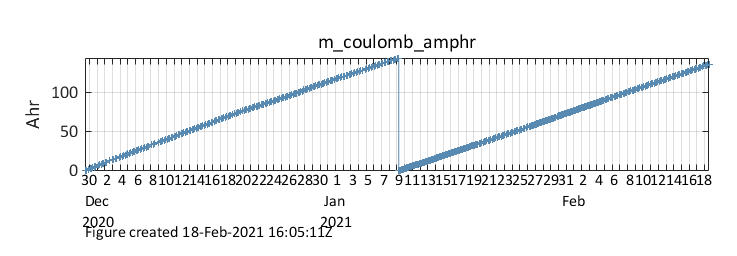 m_coulomb_amphr
Ahr
100
50
0
30 2 4 6 8 10 12 14 16 18 20 22 24 26 28 30 1 3 5 7 9 11 13 15 17 19 21 23 25 27 29 31 2 4 6 8 10 12 14 16 18
Dec Jan Feb
2020 2021
Figure created 18-Feb-2021 16:05:11Z